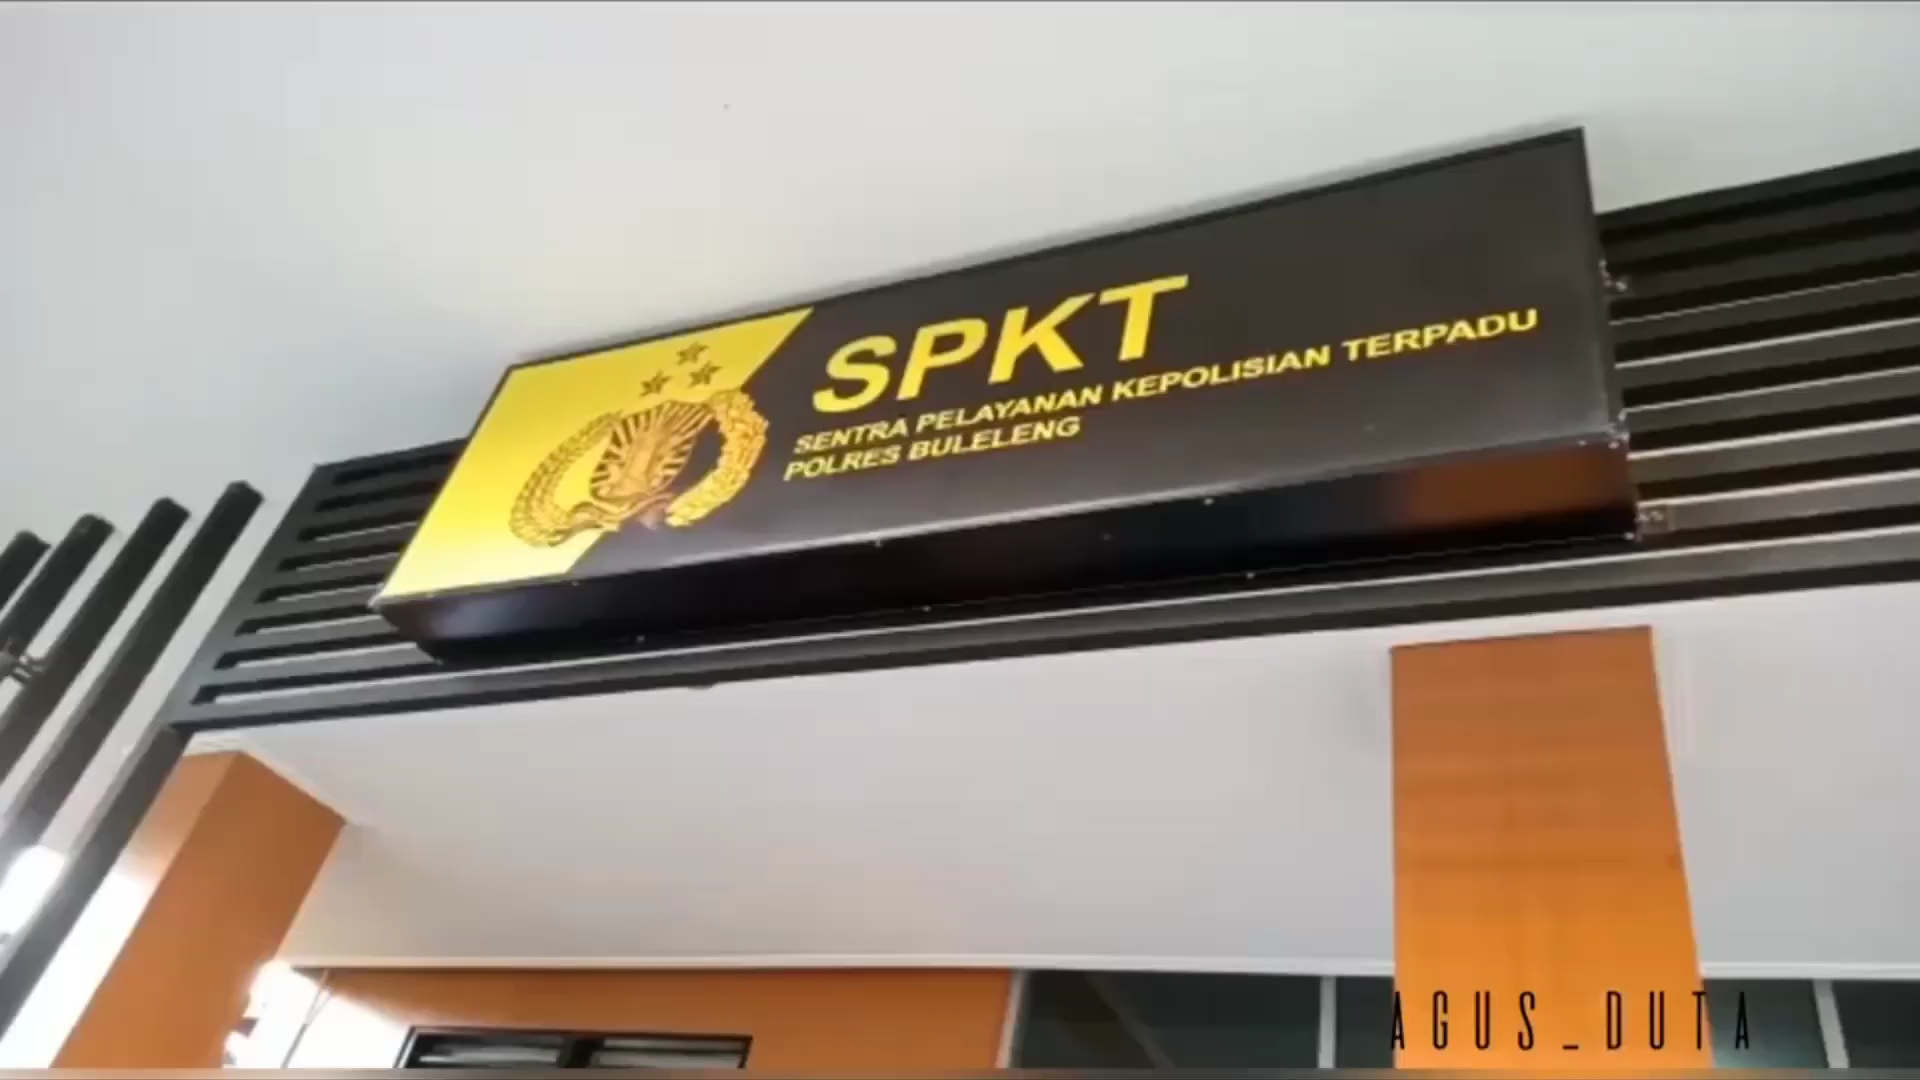 SPKT
SENTRA PELAYANAN KEPOLISIAN TERPADU
POLRES BULELENG
AGUS_DUTA